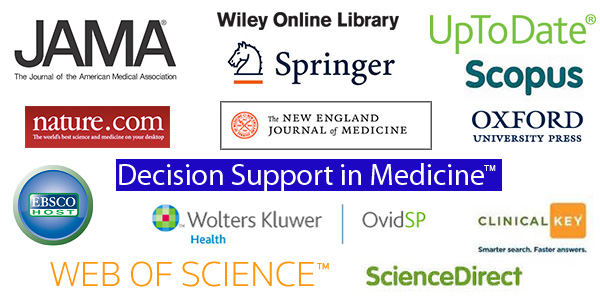 JAMA®
The Journal of the American Medical Association
Wiley Online Library
UpToDate®
Springer
Scopus
nature.com
The world's best science and medicine on your desktop
The NEW ENGLAND
JOURNAL of MEDICINE
OXFORD
UNIVERSITY PRESS
Decision Support in Medicine™
EBSCO
HOST
Wolters Kluwer
Health
OvidSP
CLINICAL KEY
Smarter search. Faster answers.
WEB OF SCIENCE™
ScienceDirect